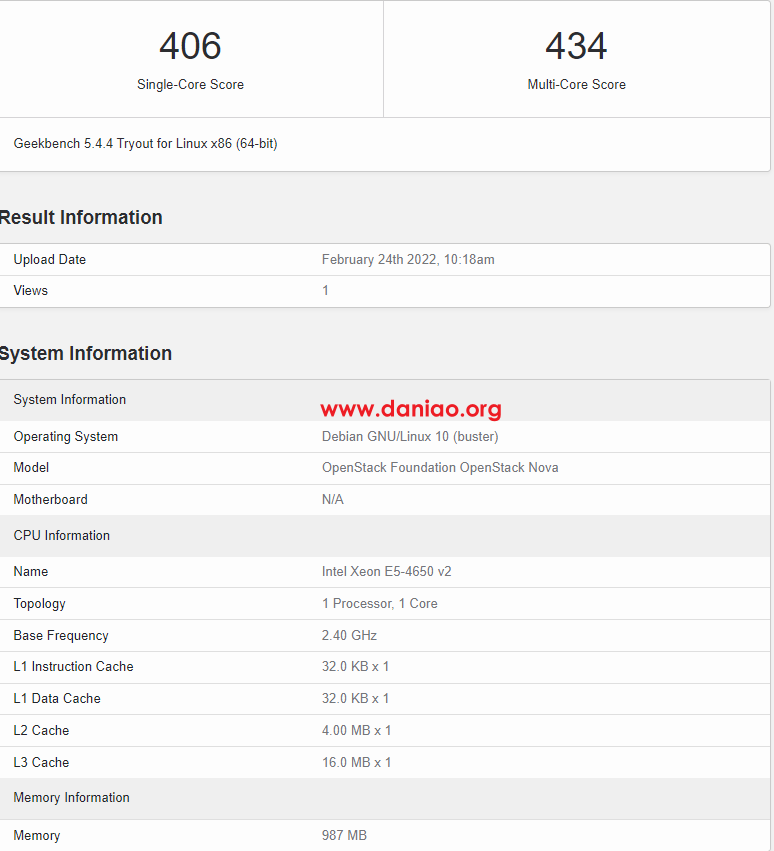 406 434
Single-Core Score Multi-Core Score
Geekbench 5.4.4 Tryout for Linux x86 (64-bit)
Result Information
Upload Date February 24th 2022, 10:18am
Views 1
System Information
System Information
www.daniao.org
Operating System Debian GNU/Linux 10 (buster)
Model OpenStack Foundation OpenStack Nova
Motherboard N/A
CPU Information
Name Intel Xeon E5-4650 v2
Topology 1 Processor, 1 Core
Base Frequency 2.40 GHz
L1 Instruction Cache 32.0 KB x 1
L1 Data Cache 32.0 KB x 1
L2 Cache 4.00 MB x 1
L3 Cache 16.0 MB x 1
Memory Information
Memory 987 MB